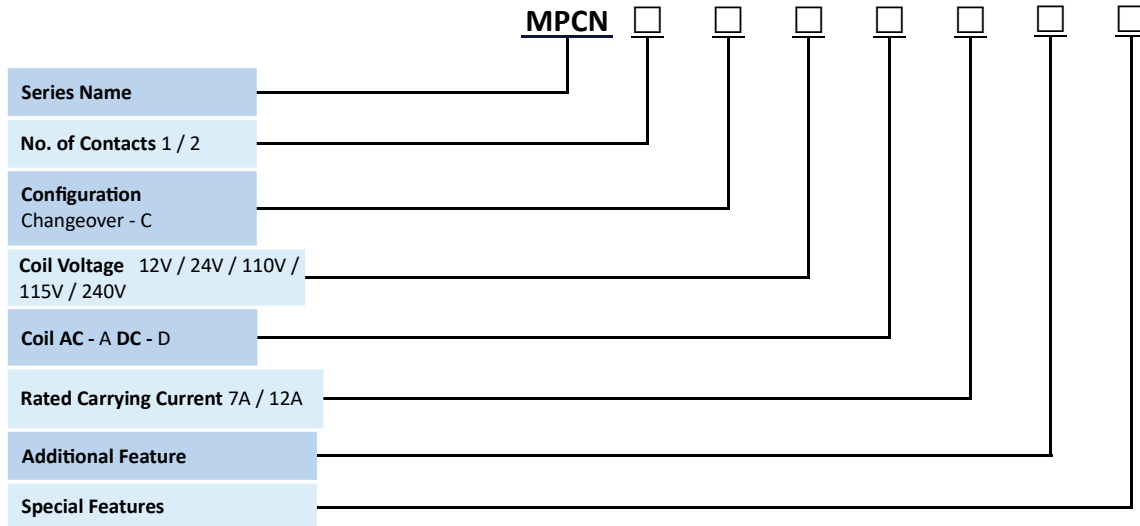 MPCN □ □ □ □ □ □ □
Series Name
No. of Contacts 1 / 2
Configuration
Changeover - C
Coil Voltage 12V / 24V / 110V /
115V / 240V
Coil AC - A DC - D
Rated Carrying Current 7A / 12A
Additional Feature
Special Features